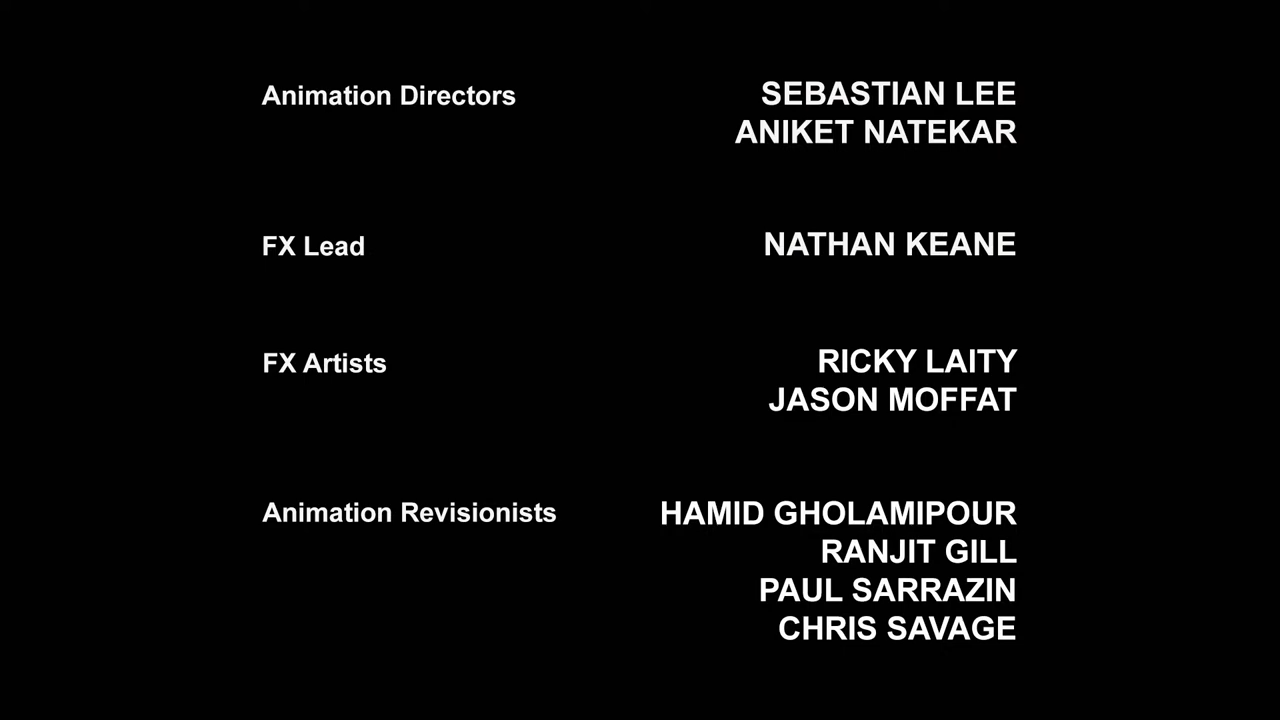 Animation Directors SEBASTIAN LEE
ANIKET NATEKAR
FX Lead NATHAN KEANE
FX Artists RICKY LAITY
JASON MOFFAT
Animation Revisionists HAMID GHOLAMIPOUR
RANJIT GILL
PAUL SARRAZIN
CHRIS SAVAGE